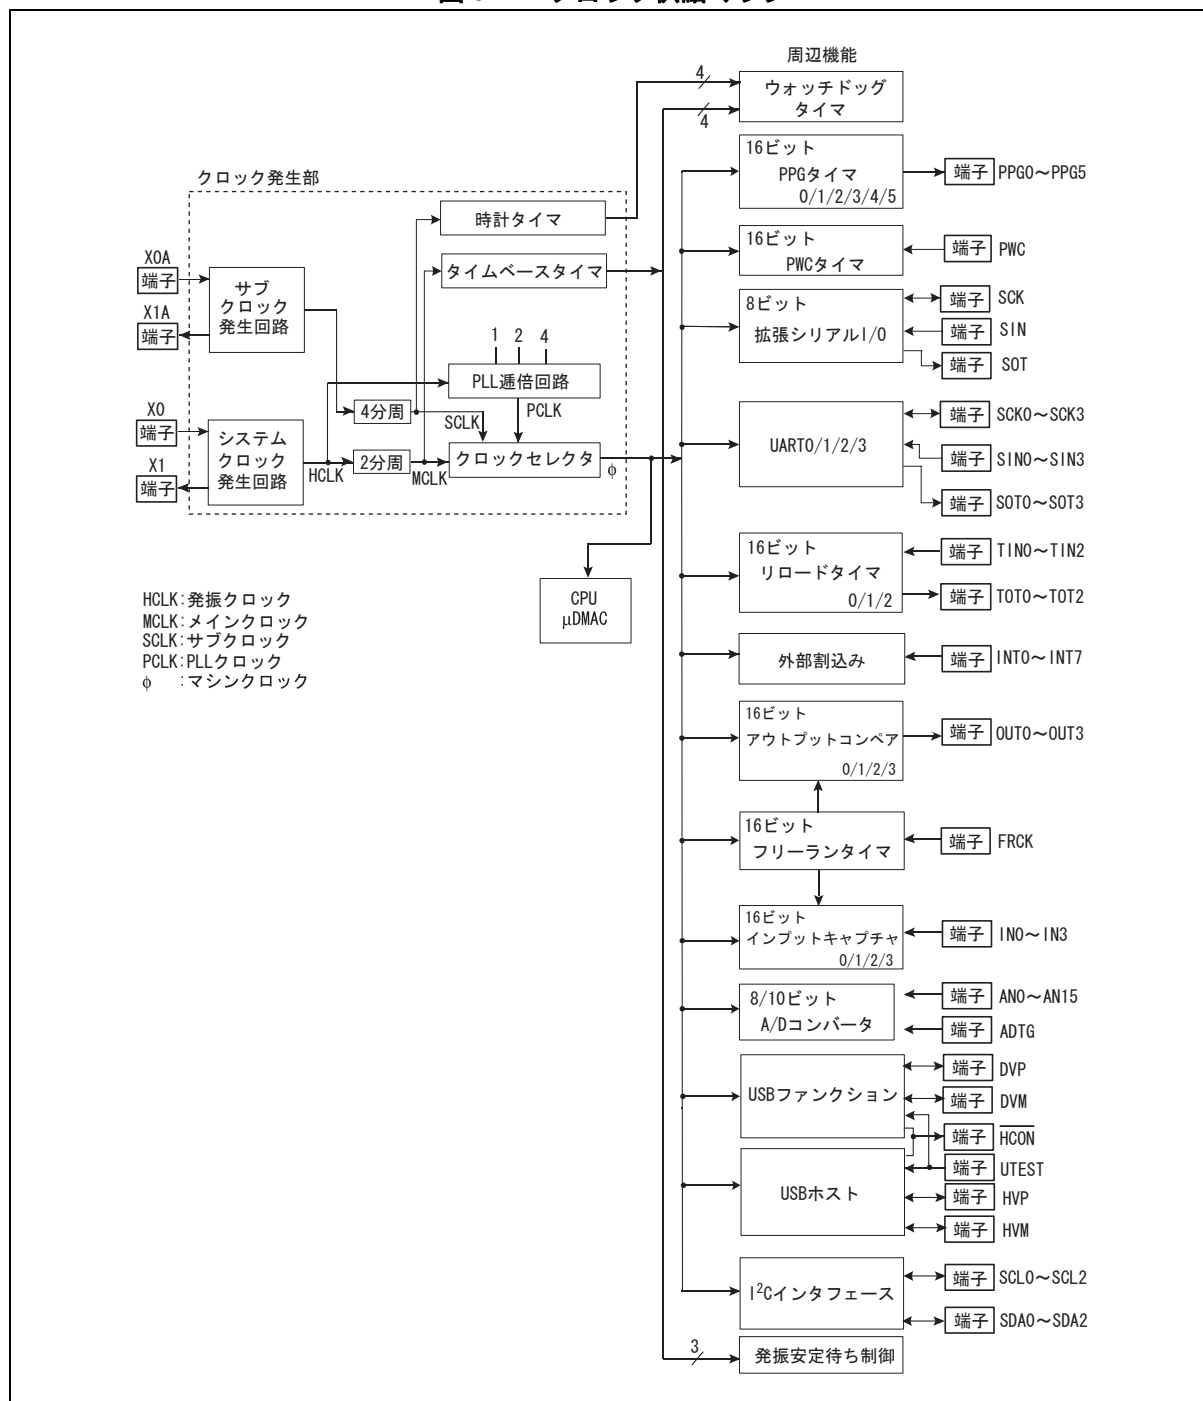 周辺機能
4
ウォッチドッグ
タイマ
4
16ビット
PPGタイマ
0/1/2/3/4/5
端子 PPG0～PPG5
クロック発生部
時計タイマ
16ビット
PWCタイマ
端子 PWC
X0A
端子
サブ
クロック
発生回路
タイムベースタイマ
X1A
端子
8ビット
拡張シリアルI/O
端子 SCK
端子 SIN
端子 SOT
1 2 4
PLL逓倍回路
PCLK
4分周
SCLK
X0
端子
システム
クロック
発生回路
X1
端子
HCLK
2分周
MCLK
クロックセレクタ
φ
UART0/1/2/3
端子 SCK0～SCK3
端子 SIN0～SIN3
端子 SOT0～SOT3
CPU
μDMAC
16ビット
リロードタイマ
0/1/2
端子 TIN0～TIN2
端子 TOT0～TOT2
HCLK:発振クロック
MCLK:メインクロック
SCLK:サブクロック
PCLK:PLLクロック
φ :マシンクロック
外部割込み
端子 INT0～INT7
16ビット
アウトプットコンペア
0/1/2/3
端子 OUT0～OUT3
16ビット
フリーランタイマ
端子 FRCK
16ビット
インプットキャプチャ
0/1/2/3
端子 IN0～IN3
8/10ビット
A/Dコンバータ
端子 AN0～AN15
端子 ADTG
USBファンクション
端子 DVP
端子 DVM
端子 HCON
端子 UTEST
USBホスト
端子 HVP
端子 HVM
I²Cインタフェース
端子 SCL0～SCL2
端子 SDA0～SDA2
3
発振安定待ち制御